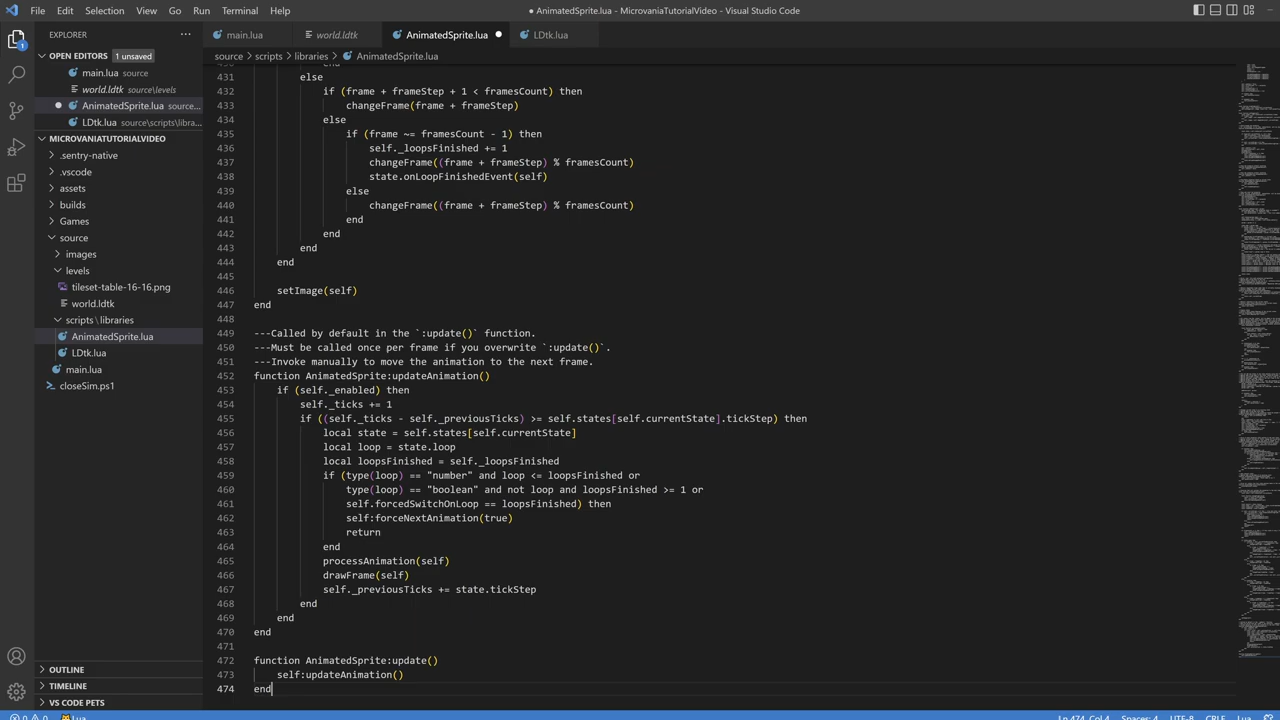 File Edit Selection View Go Run Terminal Help
● AnimatedSprite.lua - MicrovaniaTutorialVideo - Visual Studio Code
EXPLORER
OPEN EDITORS 1 unsaved
main.lua source
world.ldtk source\levels
AnimatedSprite.lua source...
LDtk.lua source\scripts\libra...
MICROVANIATUTORIALVIDEO
.sentry-native
.vscode
assets
builds
Games
source
images
levels
tileset-table-16-16.png
world.ldtk
scripts \ libraries
AnimatedSprite.lua
LDtk.lua
main.lua
closeSim.ps1
OUTLINE
TIMELINE
VS CODE PETS
main.lua world.ldtk AnimatedSprite.lua LDtk.lua
source > scripts > libraries > AnimatedSprite.lua
431 else
432 if (frame + frameStep + 1 < framesCount) then
433 changeFrame(frame + frameStep)
434 else
435 if (frame ~= framesCount - 1) then
436 self._loopsFinished += 1
437 changeFrame((frame + frameStep) % framesCount)
438 state.onLoopFinishedEvent(self)
439 else
440 changeFrame((frame + frameStep) % framesCount)
441 end
442 end
443 end
444 end
445
446 setImage(self)
447 end
448
449 ---Called by default in the `:update()` function.
450 ---Must be called once per frame if you overwrite `:update()`.
451 ---Invoke manually to move the animation to the next frame.
452 function AnimatedSprite:updateAnimation()
453 if (self._enabled) then
454 self._ticks += 1
455 if ((self._ticks - self._previousTicks) >= self.states[self.currentState].tickStep) then
456 local state = self.states[self.currentState]
457 local loop = state.loop
458 local loopsFinished = self._loopsFinished
459 if (type(loop) == "number" and loop <= loopsFinished or
460 type(loop) == "boolean" and not loop and loopsFinished >= 1 or
461 self.forcedSwitchOnLoop == loopsFinished) then
462 self:forceNextAnimation(true)
463 return
464 end
465 processAnimation(self)
466 drawFrame(self)
467 self._previousTicks += state.tickStep
468 end
469 end
470 end
471
472 function AnimatedSprite:update()
473 self:updateAnimation()
474 end
Ln 474, Col 4 Spaces: 4 UTF-8 CRLF Lua